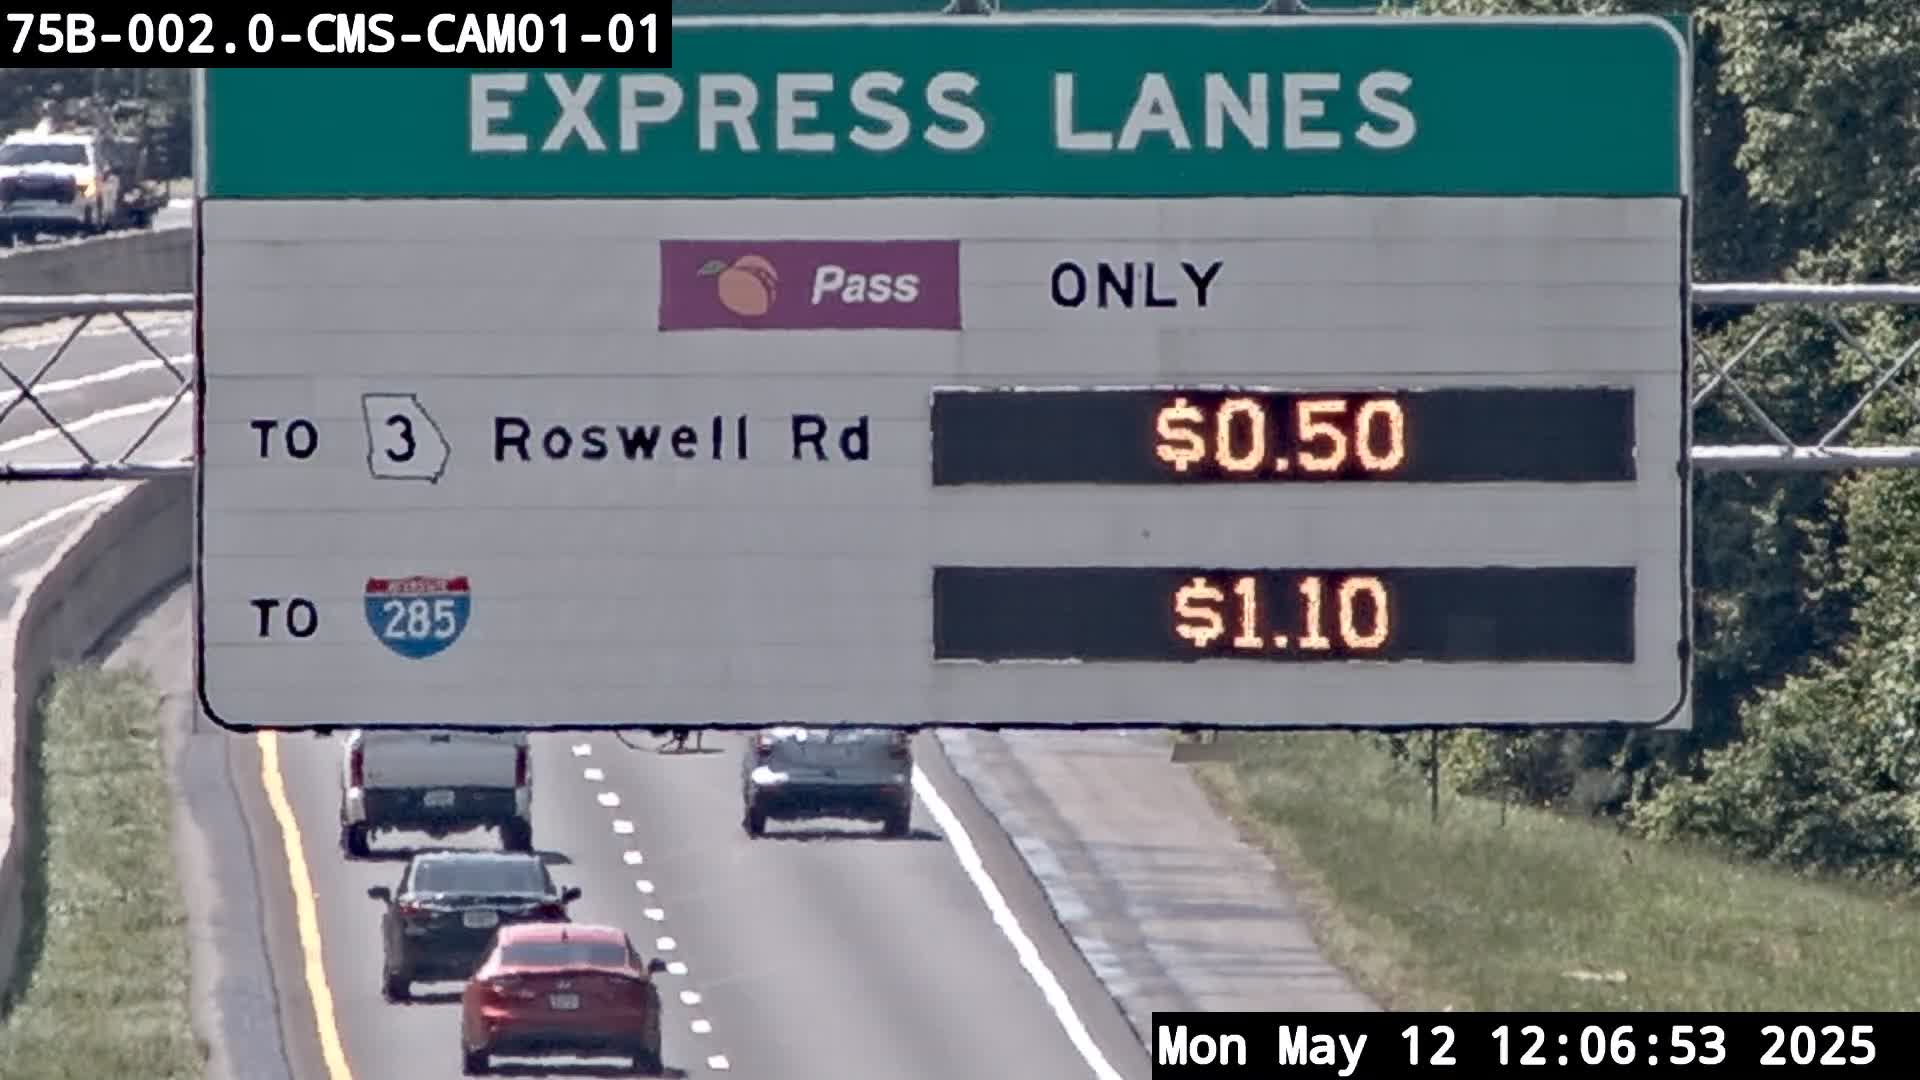 75B-002.0-CMS-CAM01-01
EXPRESS LANES
Pass ONLY
TO 3 Roswell Rd $0.50
TO INTERSTATE 285 $1.10
Mon May 12 12:06:53 2025